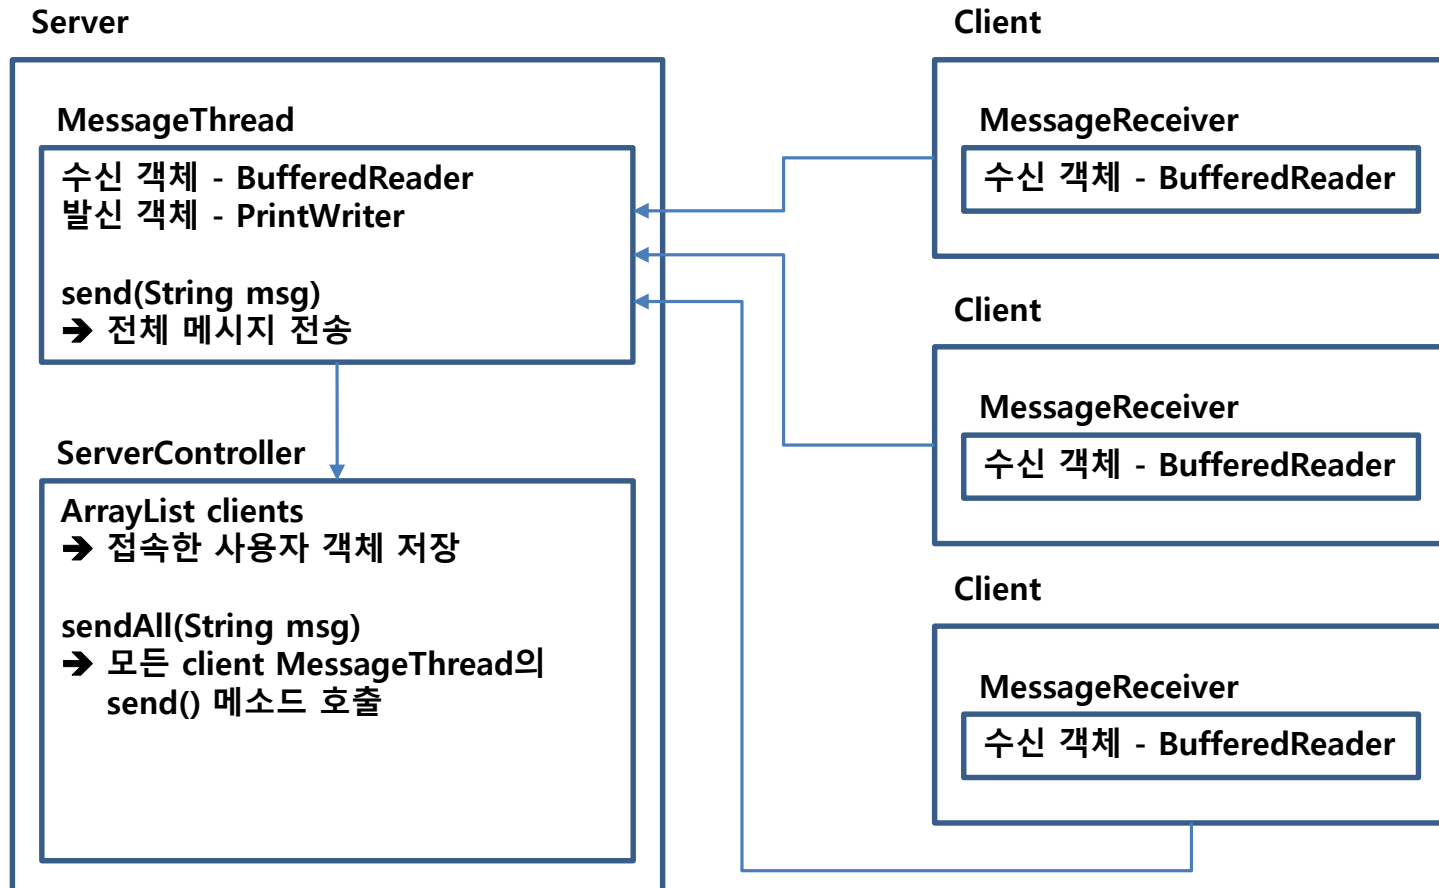 Server
MessageThread
수신 객체 - BufferedReader
발신 객체 - PrintWriter
send(String msg)
➔ 전체 메시지 전송
ServerController
ArrayList clients
➔ 접속한 사용자 객체 저장
sendAll(String msg)
➔ 모든 client MessageThread의
send() 메소드 호출
Client
MessageReceiver
수신 객체 - BufferedReader
Client
MessageReceiver
수신 객체 - BufferedReader
Client
MessageReceiver
수신 객체 - BufferedReader